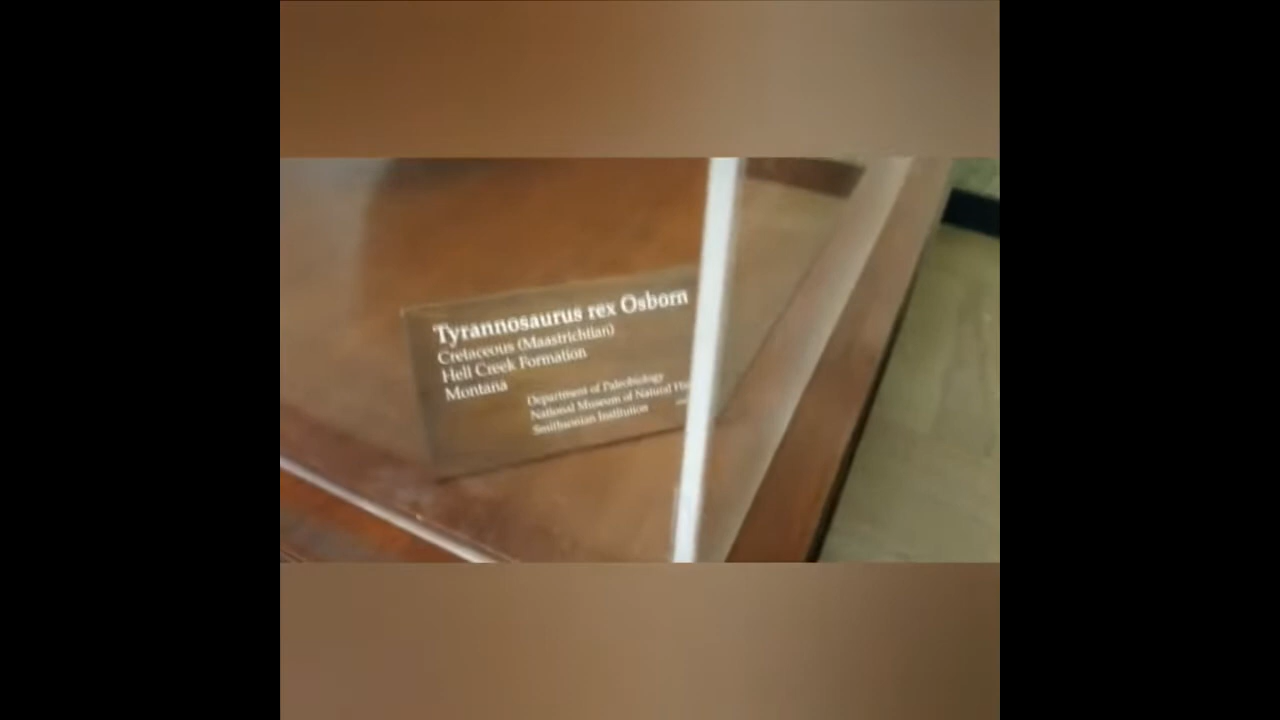 Tyrannosaurus rex Osborn
Cretaceous (Maastrichtian)
Hell Creek Formation
Montana
Department of Paleobiology
National Museum of Natural
Smithsonian Institution